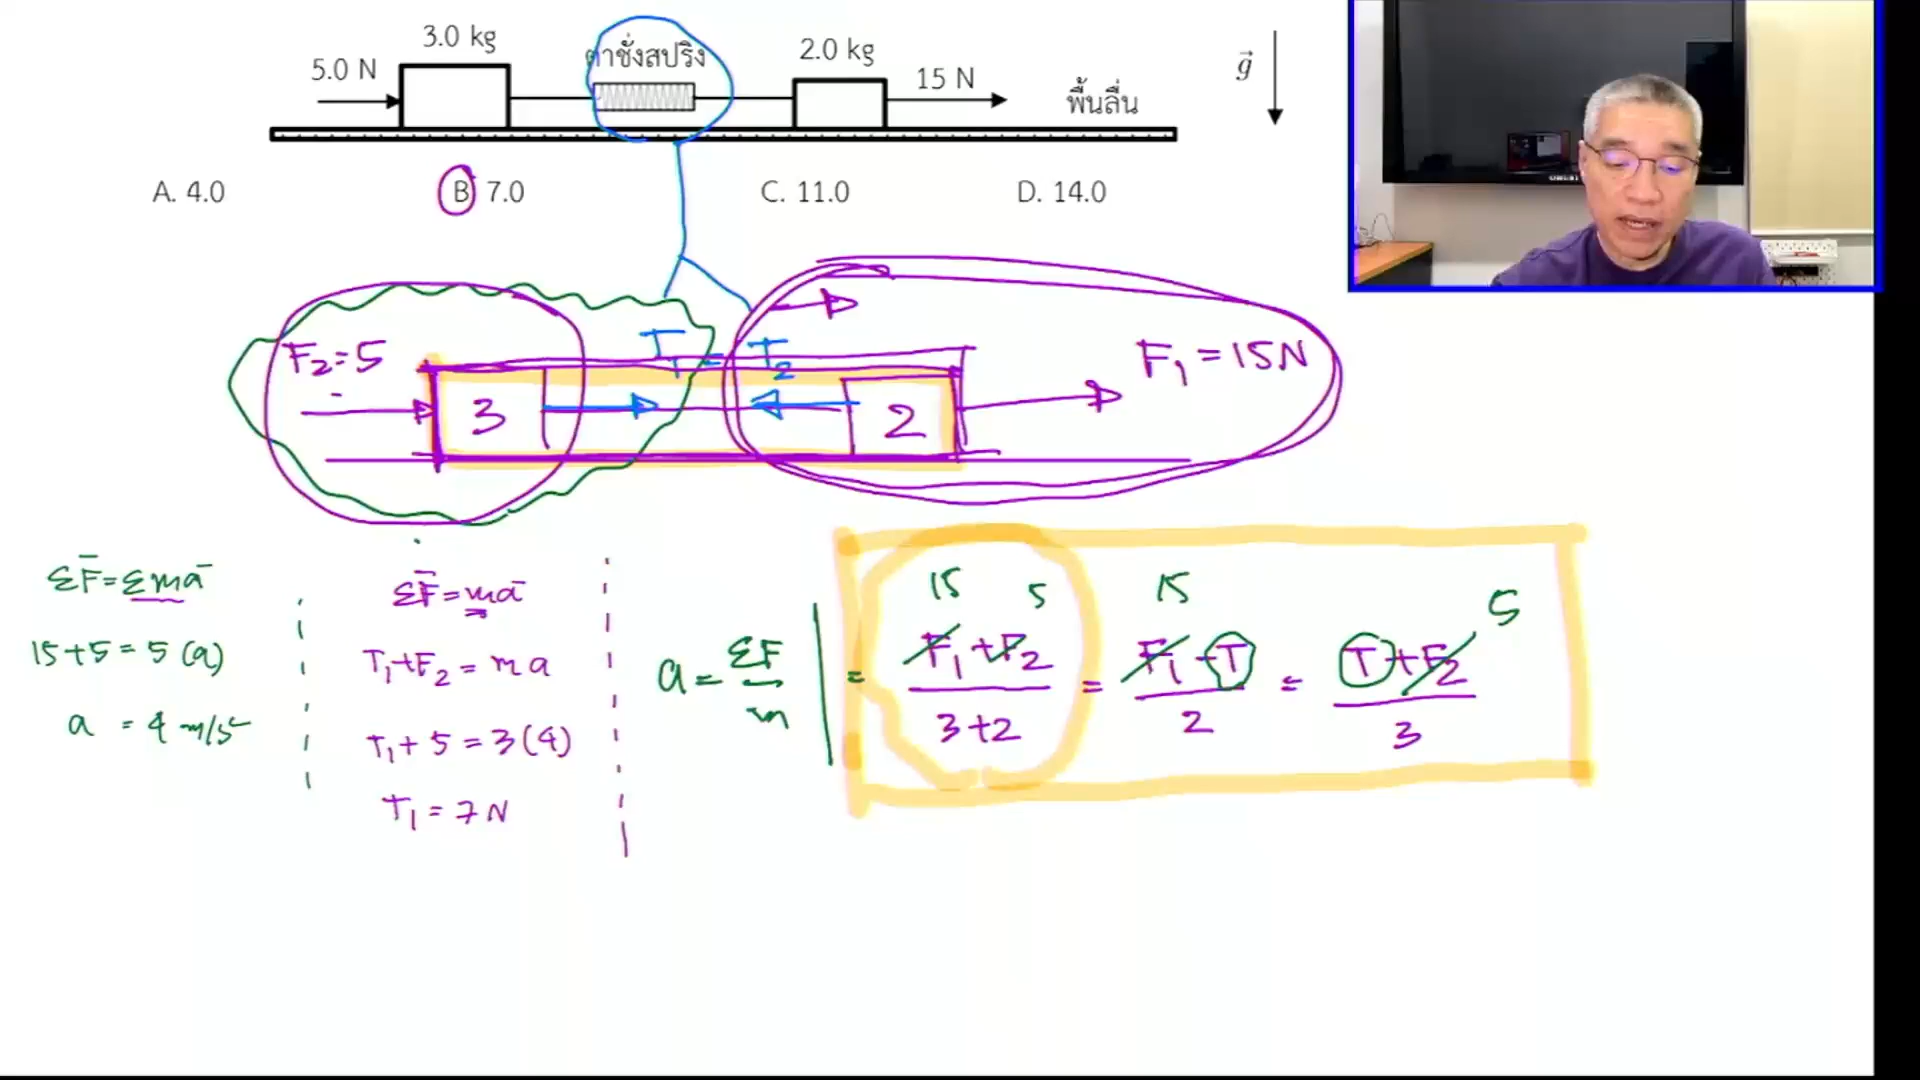 3.0 kg
ตาชั่งสปริง
2.0 kg
5.0 N
15 N
พื้นลื่น
g⃗
A. 4.0
B 7.0
C. 11.0
D. 14.0
F₂=5
T₁ = T₂
F₁=15N
3
2
ΣF̄=Σmā
15+5=5(a)
a = 4 m/s²
ΣF̄=mā
T₁+F₂=ma
T₁+5=3(4)
T₁=7N
15 5 15 5
a = ΣF/m = (F₁+F₂)/(3+2) = (F₁-T)/2 = (T+F₂)/3